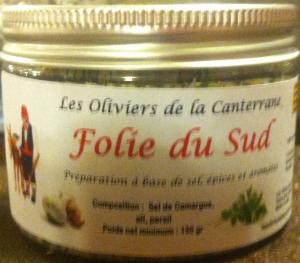 Les Oliviers de la Canterrane
Folie du Sud
Préparation à base de sel, épices et aromates
Composition : Sel de Camargue,
ail, persil
Poids net minimum : 150 gr